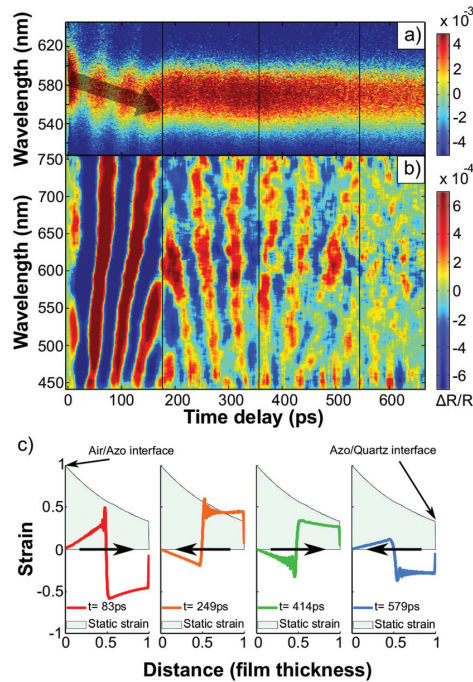 x 10⁻³
a)
Wavelength (nm)
620
580
540
4
2
0
-2
-4
x 10⁻⁴
b)
Wavelength (nm)
750
700
650
600
550
500
450
6
4
2
0
-2
-4
-6
0 100 200 300 400 500 600
Time delay (ps)
ΔR/R
c)
Air/Azo interface
Azo/Quartz interface
Strain
1
0.5
0
-0.5
-1
t= 83ps
Static strain
t= 249ps
Static strain
t= 414ps
Static strain
t= 579ps
Static strain
0 0.5 1 0 0.5 1 0 0.5 1 0 0.5 1
Distance (film thickness)